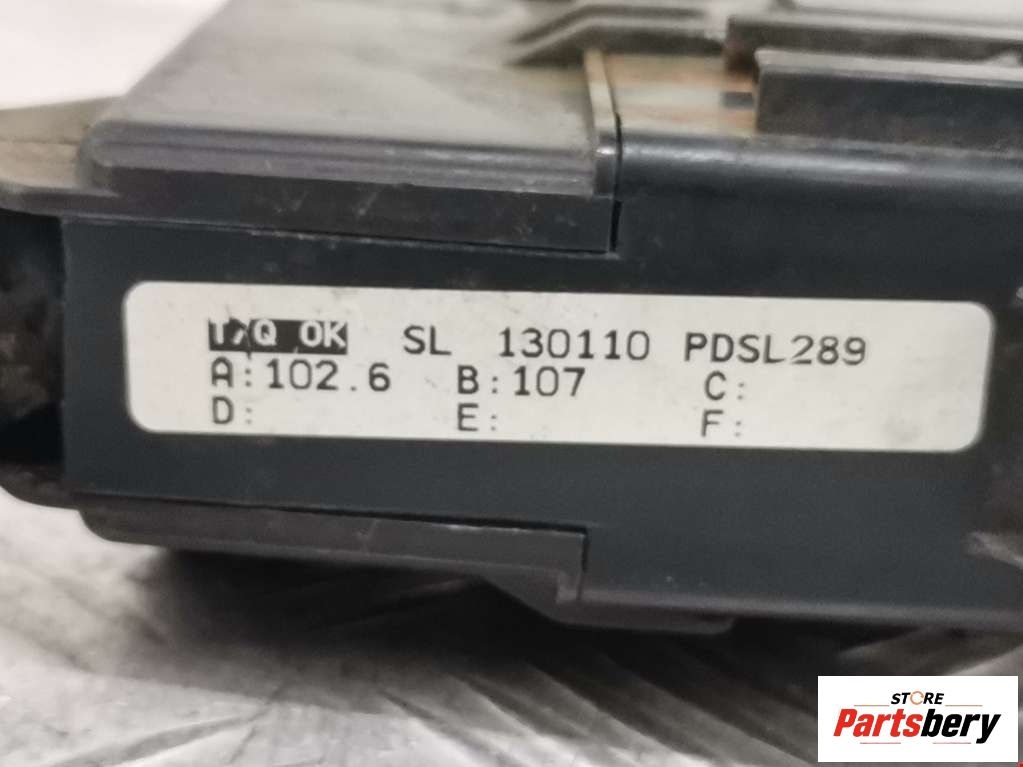 T/Q OK SL 130110 PDSL289
A:102.6 B:107 C:
D: E: F:
STORE
Partsbery